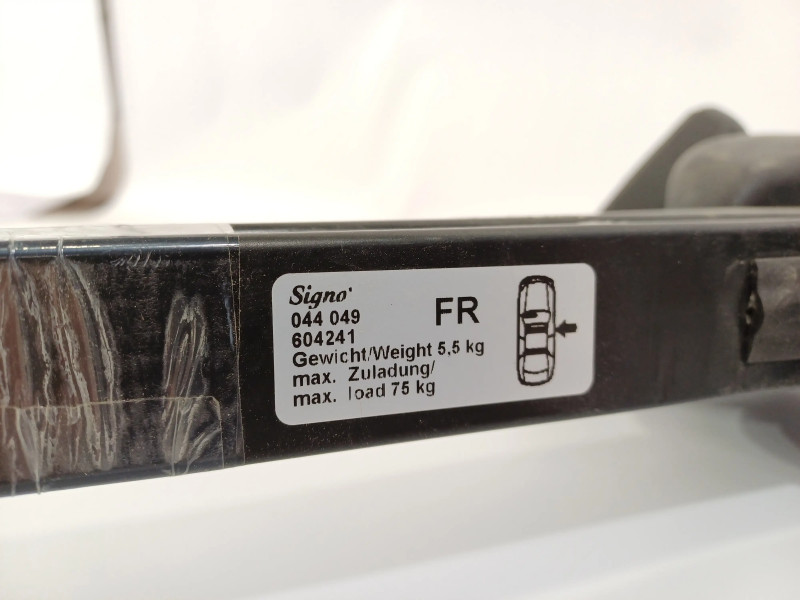 Signo
044 049
604241
FR
Gewicht/Weight 5,5 kg
max. Zuladung/
max. load 75 kg